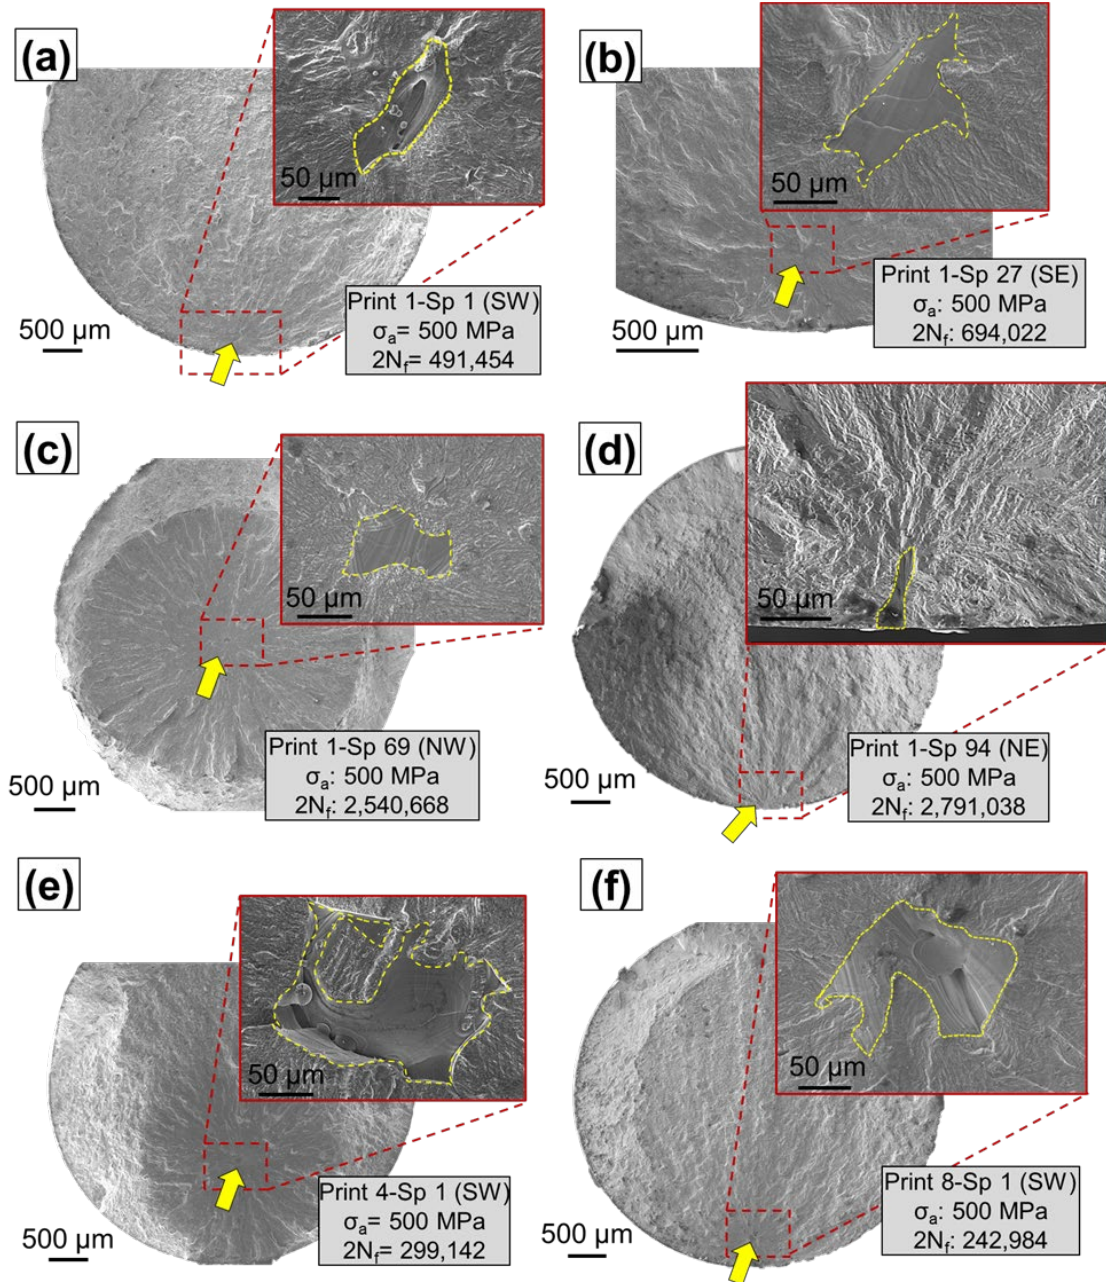 (a)
50 µm
500 µm
Print 1-Sp 1 (SW)
σa= 500 MPa
2Nf= 491,454
(b)
50 µm
500 µm
Print 1-Sp 27 (SE)
σa: 500 MPa
2Nf: 694,022
(c)
50 µm
500 µm
Print 1-Sp 69 (NW)
σa: 500 MPa
2Nf: 2,540,668
(d)
50 µm
500 µm
Print 1-Sp 94 (NE)
σa: 500 MPa
2Nf: 2,791,038
(e)
50 µm
500 µm
Print 4-Sp 1 (SW)
σa= 500 MPa
2Nf= 299,142
(f)
50 µm
500 µm
Print 8-Sp 1 (SW)
σa: 500 MPa
2Nf: 242,984